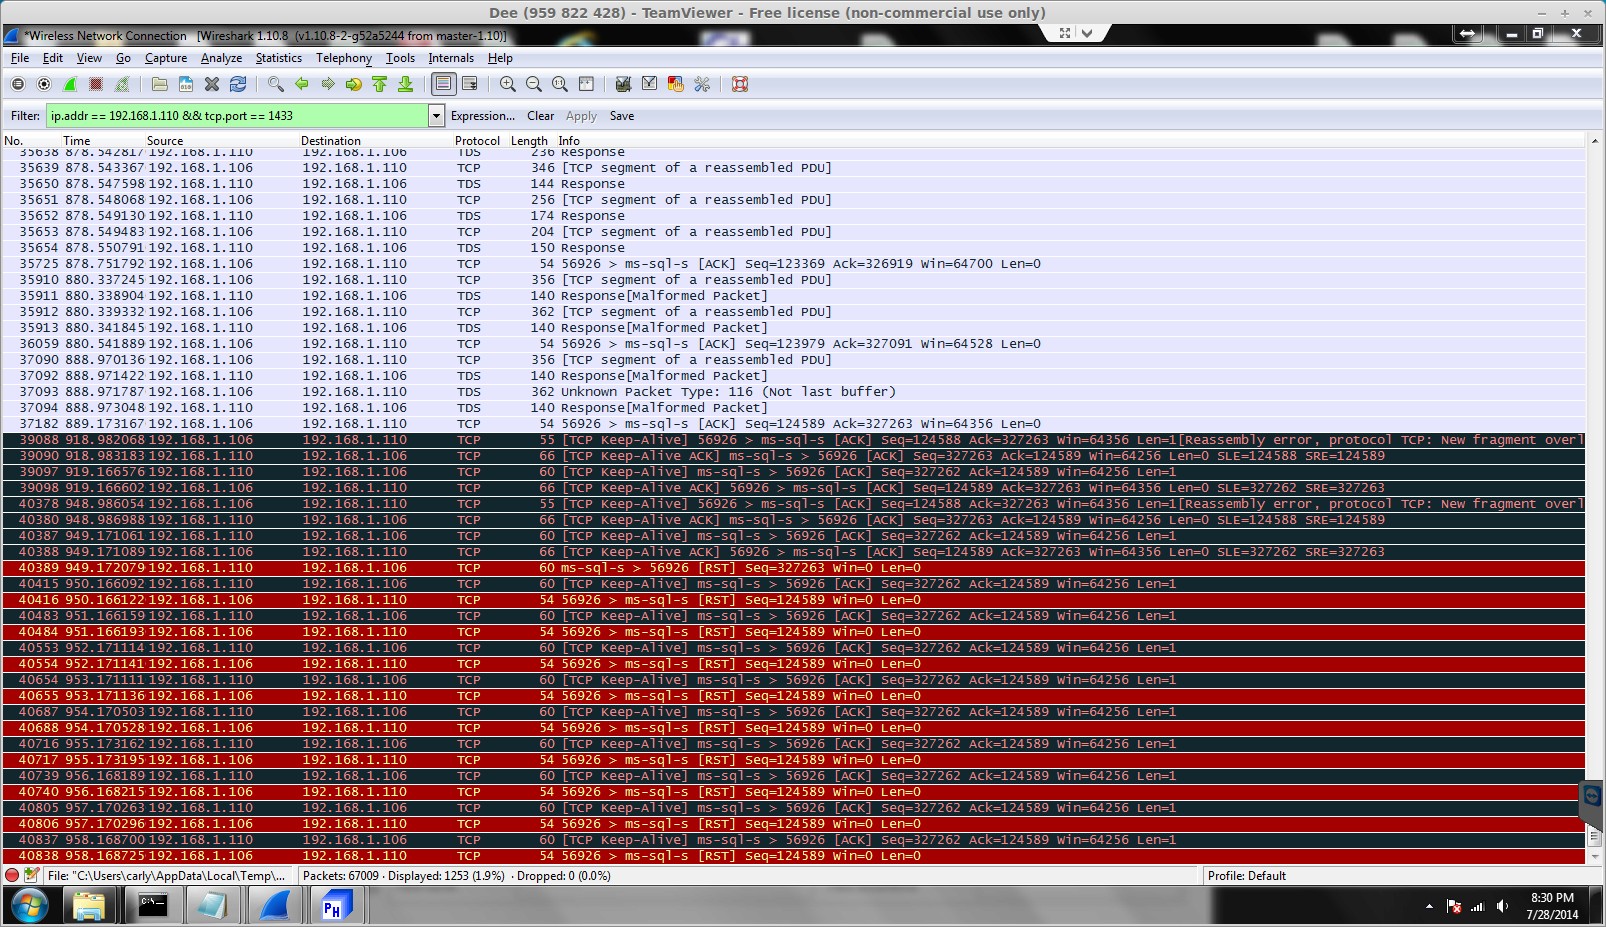 Dee (959 822 428) - TeamViewer - Free license (non-commercial use only)
*Wireless Network Connection [Wireshark 1.10.8 (v1.10.8-2-g52a5244 from master-1.10)]
File Edit View Go Capture Analyze Statistics Telephony Tools Internals Help
Filter: ip.addr == 192.168.1.110 && tcp.port == 1433 Expression... Clear Apply Save
No. Time Source Destination Protocol Length Info
35638 878.542817 192.168.1.110 192.168.1.106 TDS 236 Response
35639 878.543367 192.168.1.106 192.168.1.110 TCP 346 [TCP segment of a reassembled PDU]
35650 878.547598 192.168.1.110 192.168.1.106 TDS 144 Response
35651 878.548068 192.168.1.106 192.168.1.110 TCP 256 [TCP segment of a reassembled PDU]
35652 878.549130 192.168.1.110 192.168.1.106 TDS 174 Response
35653 878.549483 192.168.1.106 192.168.1.110 TCP 204 [TCP segment of a reassembled PDU]
35654 878.550791 192.168.1.110 192.168.1.106 TDS 150 Response
35725 878.751792 192.168.1.106 192.168.1.110 TCP 54 56926 > ms-sql-s [ACK] Seq=123369 Ack=326919 Win=64700 Len=0
35910 880.337245 192.168.1.106 192.168.1.110 TCP 356 [TCP segment of a reassembled PDU]
35911 880.338904 192.168.1.110 192.168.1.106 TDS 140 Response[Malformed Packet]
35912 880.339332 192.168.1.106 192.168.1.110 TCP 362 [TCP segment of a reassembled PDU]
35913 880.341845 192.168.1.110 192.168.1.106 TDS 140 Response[Malformed Packet]
36059 880.541889 192.168.1.106 192.168.1.110 TCP 54 56926 > ms-sql-s [ACK] Seq=123979 Ack=327091 Win=64528 Len=0
37090 888.970136 192.168.1.106 192.168.1.110 TCP 356 [TCP segment of a reassembled PDU]
37092 888.971422 192.168.1.110 192.168.1.106 TDS 140 Response[Malformed Packet]
37093 888.971787 192.168.1.106 192.168.1.110 TDS 362 Unknown Packet Type: 116 (Not last buffer)
37094 888.973048 192.168.1.110 192.168.1.106 TDS 140 Response[Malformed Packet]
37182 889.173167 192.168.1.106 192.168.1.110 TCP 54 56926 > ms-sql-s [ACK] Seq=124589 Ack=327263 Win=64356 Len=0
39088 918.982068 192.168.1.106 192.168.1.110 TCP 55 [TCP Keep-Alive] 56926 > ms-sql-s [ACK] Seq=124588 Ack=327263 Win=64356 Len=1[Reassembly error, protocol TCP: New fragment overl
39090 918.983183 192.168.1.110 192.168.1.106 TCP 66 [TCP Keep-Alive ACK] ms-sql-s > 56926 [ACK] Seq=327263 Ack=124589 Win=64256 Len=0 SLE=124588 SRE=124589
39097 919.166576 192.168.1.110 192.168.1.106 TCP 60 [TCP Keep-Alive] ms-sql-s > 56926 [ACK] Seq=327262 Ack=124589 Win=64256 Len=1
39098 919.166602 192.168.1.106 192.168.1.110 TCP 66 [TCP Keep-Alive ACK] 56926 > ms-sql-s [ACK] Seq=124589 Ack=327263 Win=64356 Len=0 SLE=327262 SRE=327263
40378 948.986054 192.168.1.106 192.168.1.110 TCP 55 [TCP Keep-Alive] 56926 > ms-sql-s [ACK] Seq=124588 Ack=327263 Win=64356 Len=1[Reassembly error, protocol TCP: New fragment overl
40380 948.986988 192.168.1.110 192.168.1.106 TCP 66 [TCP Keep-Alive ACK] ms-sql-s > 56926 [ACK] Seq=327263 Ack=124589 Win=64256 Len=0 SLE=124588 SRE=124589
40387 949.171061 192.168.1.110 192.168.1.106 TCP 60 [TCP Keep-Alive] ms-sql-s > 56926 [ACK] Seq=327262 Ack=124589 Win=64256 Len=1
40388 949.171089 192.168.1.106 192.168.1.110 TCP 66 [TCP Keep-Alive ACK] 56926 > ms-sql-s [ACK] Seq=124589 Ack=327263 Win=64356 Len=0 SLE=327262 SRE=327263
40389 949.172079 192.168.1.110 192.168.1.106 TCP 60 ms-sql-s > 56926 [RST] Seq=327263 Win=0 Len=0
40415 950.166092 192.168.1.110 192.168.1.106 TCP 60 [TCP Keep-Alive] ms-sql-s > 56926 [ACK] Seq=327262 Ack=124589 Win=64256 Len=1
40416 950.166122 192.168.1.106 192.168.1.110 TCP 54 56926 > ms-sql-s [RST] Seq=124589 Win=0 Len=0
40483 951.166159 192.168.1.110 192.168.1.106 TCP 60 [TCP Keep-Alive] ms-sql-s > 56926 [ACK] Seq=327262 Ack=124589 Win=64256 Len=1
40484 951.166193 192.168.1.106 192.168.1.110 TCP 54 56926 > ms-sql-s [RST] Seq=124589 Win=0 Len=0
40553 952.171114 192.168.1.110 192.168.1.106 TCP 60 [TCP Keep-Alive] ms-sql-s > 56926 [ACK] Seq=327262 Ack=124589 Win=64256 Len=1
40554 952.171141 192.168.1.106 192.168.1.110 TCP 54 56926 > ms-sql-s [RST] Seq=124589 Win=0 Len=0
40654 953.171111 192.168.1.110 192.168.1.106 TCP 60 [TCP Keep-Alive] ms-sql-s > 56926 [ACK] Seq=327262 Ack=124589 Win=64256 Len=1
40655 953.171136 192.168.1.106 192.168.1.110 TCP 54 56926 > ms-sql-s [RST] Seq=124589 Win=0 Len=0
40687 954.170503 192.168.1.110 192.168.1.106 TCP 60 [TCP Keep-Alive] ms-sql-s > 56926 [ACK] Seq=327262 Ack=124589 Win=64256 Len=1
40688 954.170528 192.168.1.106 192.168.1.110 TCP 54 56926 > ms-sql-s [RST] Seq=124589 Win=0 Len=0
40716 955.173162 192.168.1.110 192.168.1.106 TCP 60 [TCP Keep-Alive] ms-sql-s > 56926 [ACK] Seq=327262 Ack=124589 Win=64256 Len=1
40717 955.173195 192.168.1.106 192.168.1.110 TCP 54 56926 > ms-sql-s [RST] Seq=124589 Win=0 Len=0
40739 956.168189 192.168.1.110 192.168.1.106 TCP 60 [TCP Keep-Alive] ms-sql-s > 56926 [ACK] Seq=327262 Ack=124589 Win=64256 Len=1
40740 956.168215 192.168.1.106 192.168.1.110 TCP 54 56926 > ms-sql-s [RST] Seq=124589 Win=0 Len=0
40805 957.170263 192.168.1.110 192.168.1.106 TCP 60 [TCP Keep-Alive] ms-sql-s > 56926 [ACK] Seq=327262 Ack=124589 Win=64256 Len=1
40806 957.170296 192.168.1.106 192.168.1.110 TCP 54 56926 > ms-sql-s [RST] Seq=124589 Win=0 Len=0
40837 958.168700 192.168.1.110 192.168.1.106 TCP 60 [TCP Keep-Alive] ms-sql-s > 56926 [ACK] Seq=327262 Ack=124589 Win=64256 Len=1
40838 958.168725 192.168.1.106 192.168.1.110 TCP 54 56926 > ms-sql-s [RST] Seq=124589 Win=0 Len=0
File: "C:\Users\carly\AppData\Local\Temp\... Packets: 67009 · Displayed: 1253 (1.9%) · Dropped: 0 (0.0%) Profile: Default
C:\_
PH
8:30 PM
7/28/2014